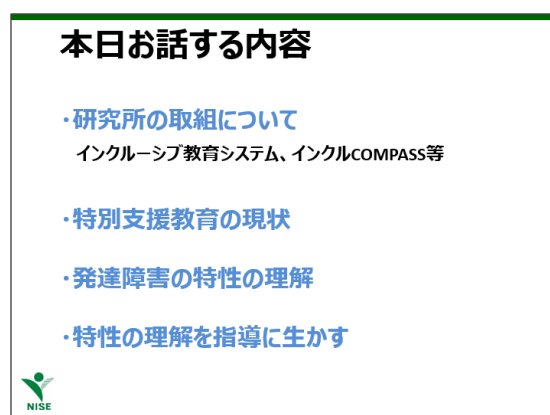 本日お話する内容
・研究所の取組について
インクルーシブ教育システム、インクルCOMPASS等
・特別支援教育の現状
・発達障害の特性の理解
・特性の理解を指導に生かす
NISE